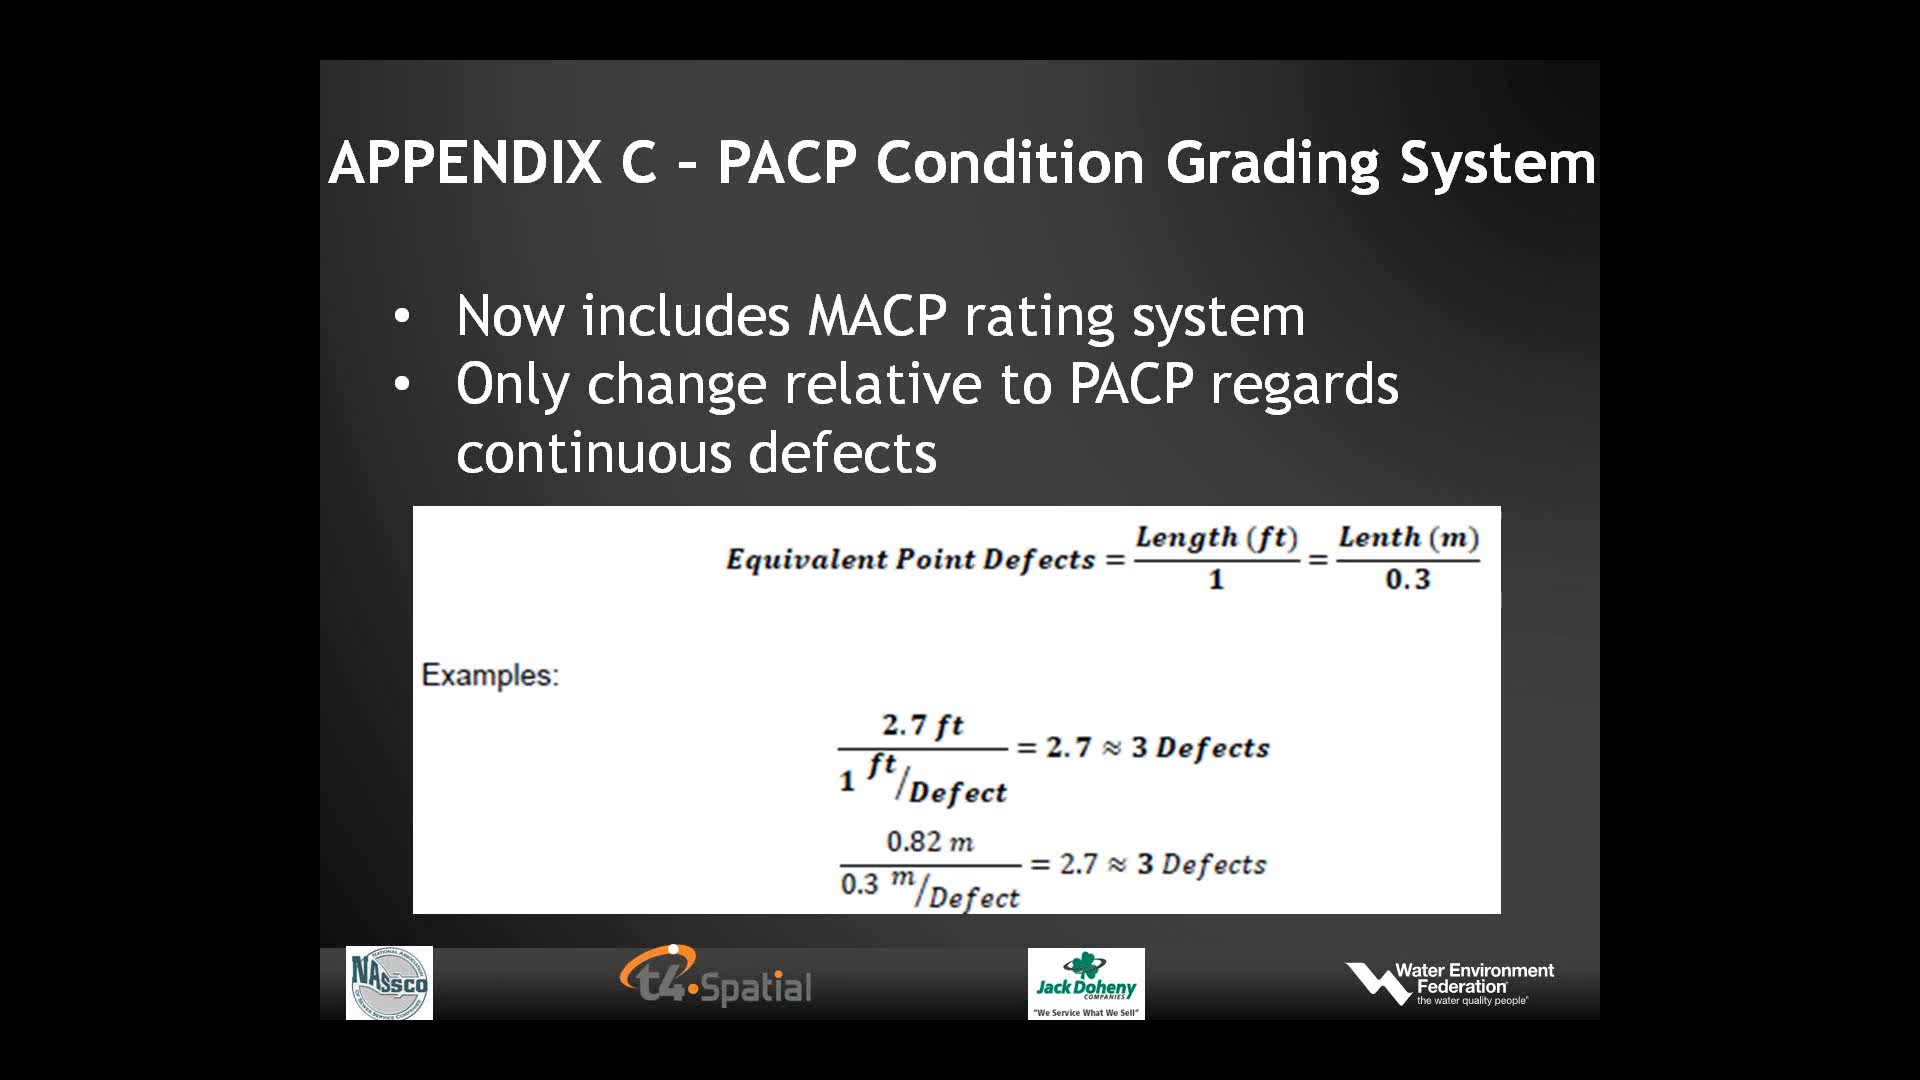 APPENDIX C – PACP Condition Grading System
• Now includes MACP rating system
• Only change relative to PACP regards
continuous defects
Equivalent Point Defects = Length (ft) / 1 = Lenth (m) / 0.3
Examples:
2.7 ft / 1 ft/Defect = 2.7 ≈ 3 Defects
0.82 m / 0.3 m/Defect = 2.7 ≈ 3 Defects
NASSCO
t4.Spatial
Jack Doheny
COMPANIES
"We Service What We Sell"
Water Environment
Federation
the water quality people®